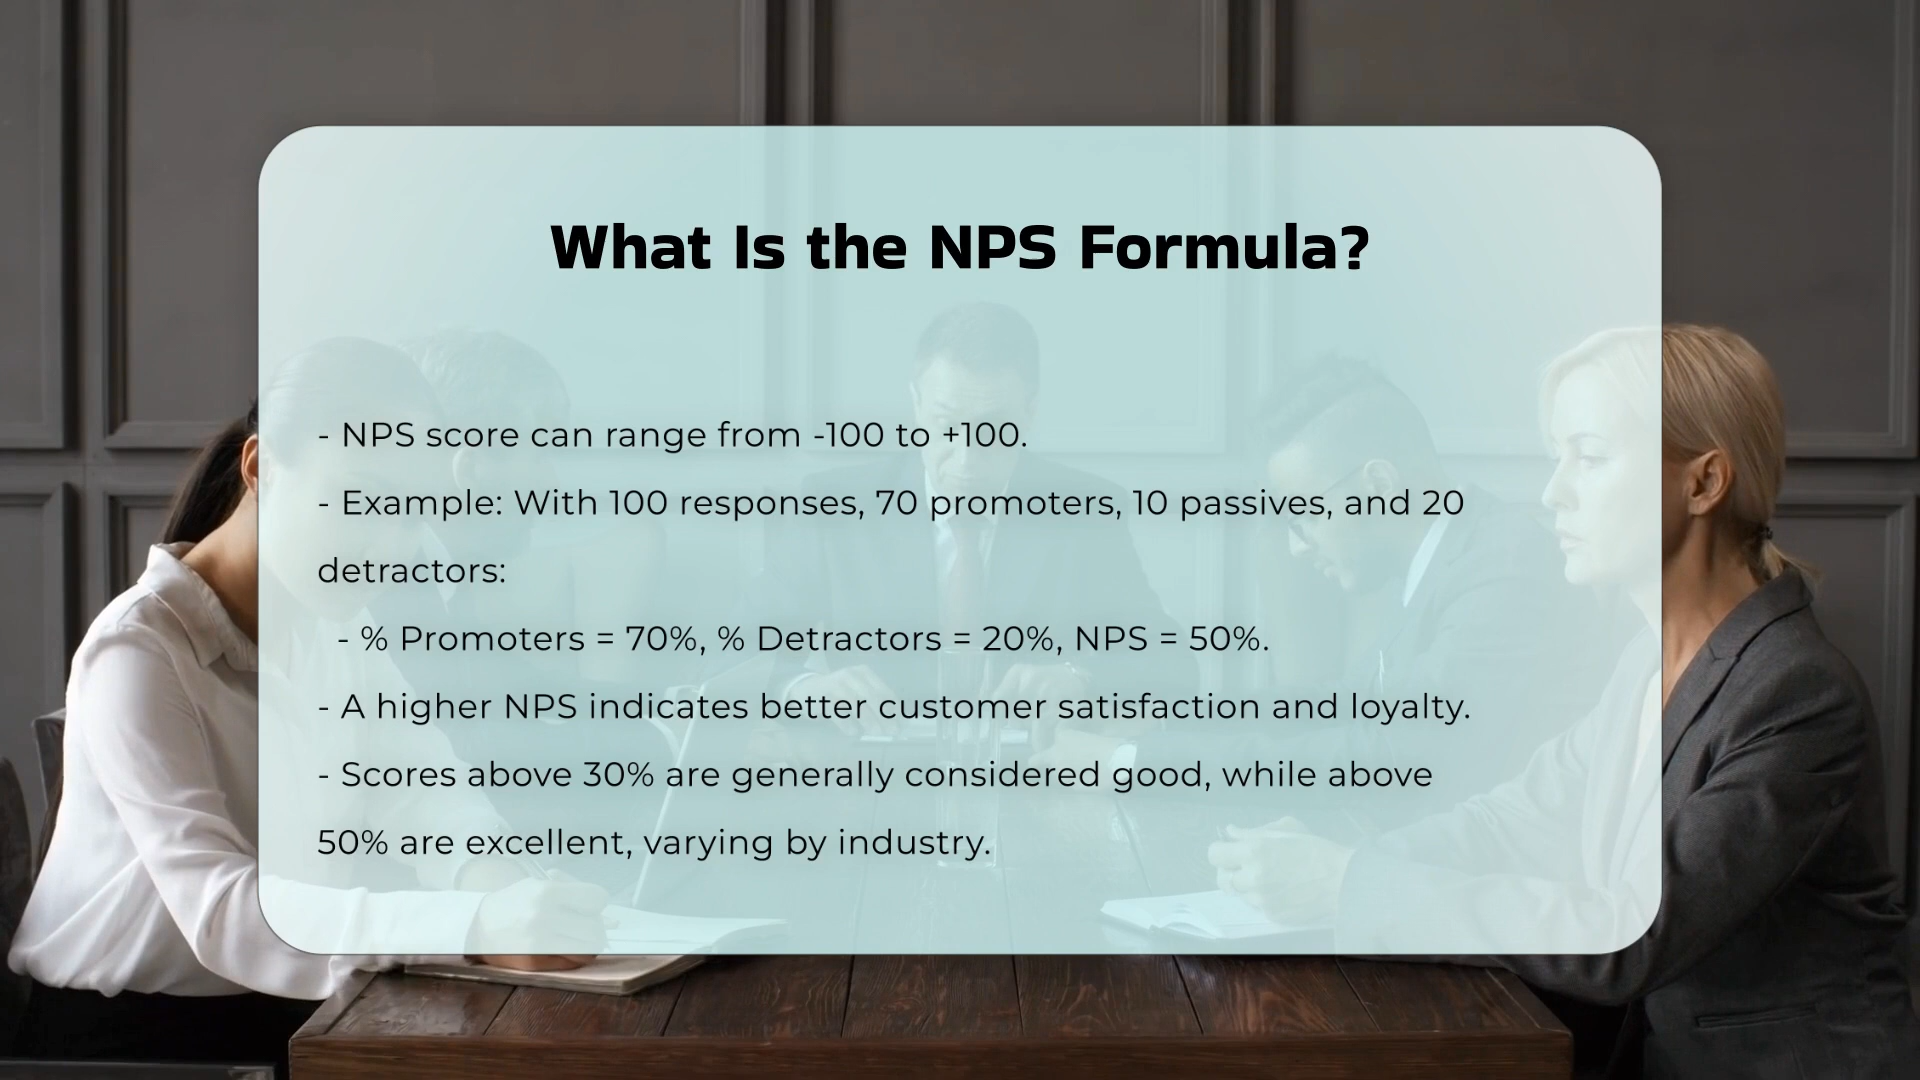 What Is the NPS Formula?
- NPS score can range from -100 to +100.
- Example: With 100 responses, 70 promoters, 10 passives, and 20
detractors:
- % Promoters = 70%, % Detractors = 20%, NPS = 50%.
- A higher NPS indicates better customer satisfaction and loyalty.
- Scores above 30% are generally considered good, while above
50% are excellent, varying by industry.